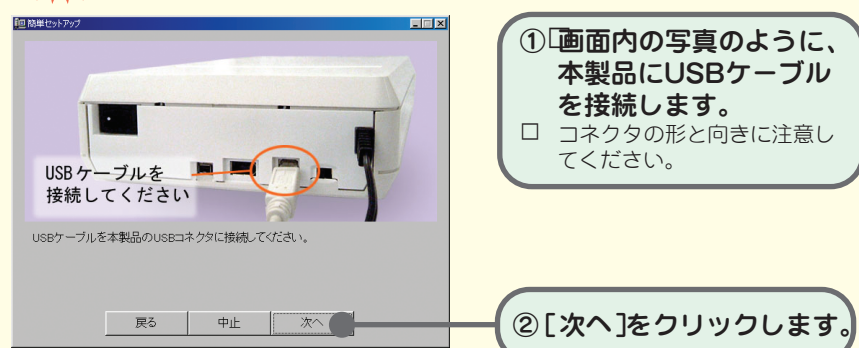 簡単セットアップ
USBケーブルを
接続してください
USBケーブルを本製品のUSBコネクタに接続してください。
戻る
中止
次へ
①画面内の写真のように、
本製品にUSBケーブル
を接続します。
□ コネクタの形と向きに注意し
てください。
②[次へ]をクリックします。